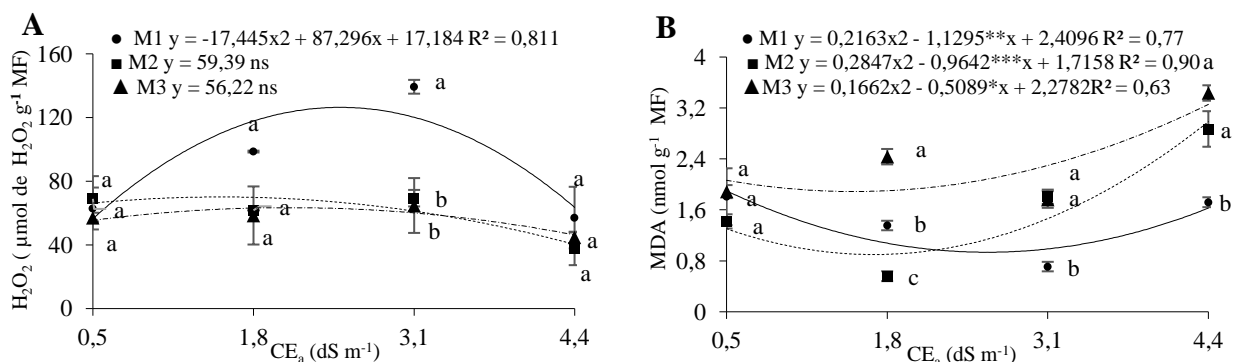 A
M1 y = -17,445x2 + 87,296x + 17,184 R² = 0,811
M2 y = 59,39 ns
M3 y = 56,22 ns
H₂O₂ ( µmol de H₂O₂ g⁻¹ MF)
160
120
80
40
0
a
a
a
a
a
a
a
a
a
b
b
a
a
0,5
1,8
3,1
4,4
CEₐ (dS m⁻¹)
B
M1 y = 0,2163x2 - 1,1295**x + 2,4096 R² = 0,77
M2 y = 0,2847x2 - 0,9642***x + 1,7158 R² = 0,90
M3 y = 0,1662x2 - 0,5089*x + 2,2782R² = 0,63
MDA (nmol g⁻¹ MF)
4
3,2
2,4
1,6
0,8
0
a
a
a
a
b
c
a
a
b
a
a
b
0,5
1,8
3,1
4,4
CEₐ (dS m⁻¹)